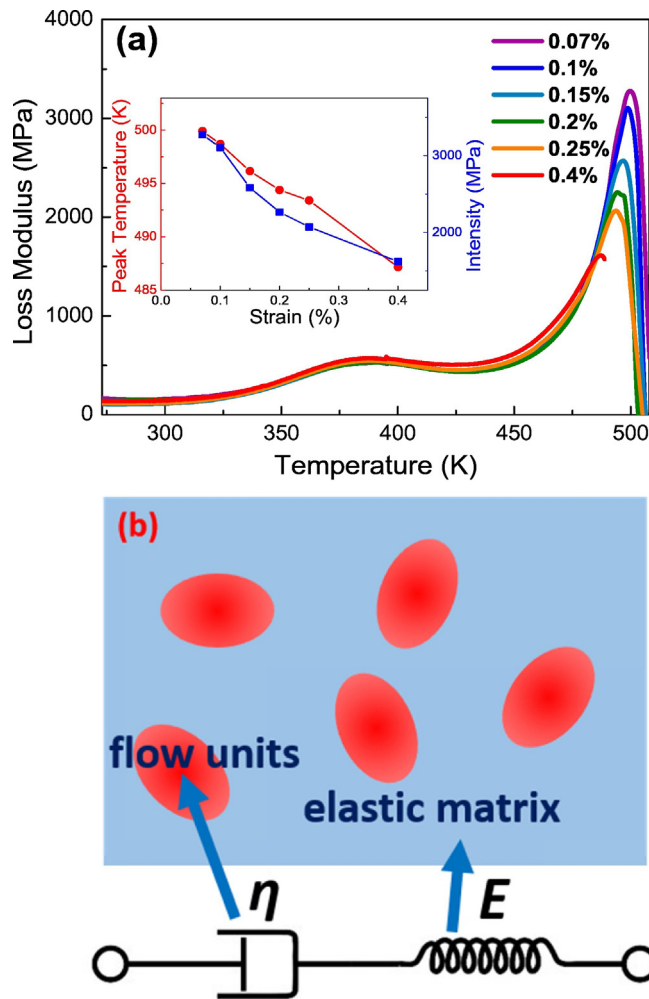 (a)
0.07%
0.1%
0.15%
0.2%
0.25%
0.4%
Loss Modulus (MPa)
4000
3000
2000
1000
0
300
350
400
450
500
Temperature (K)
Peak Temperature (K)
500
495
490
485
0.0
0.1
0.2
0.3
0.4
Strain (%)
3000
2000
Intensity (MPa)
(b)
flow units
elastic matrix
η
E